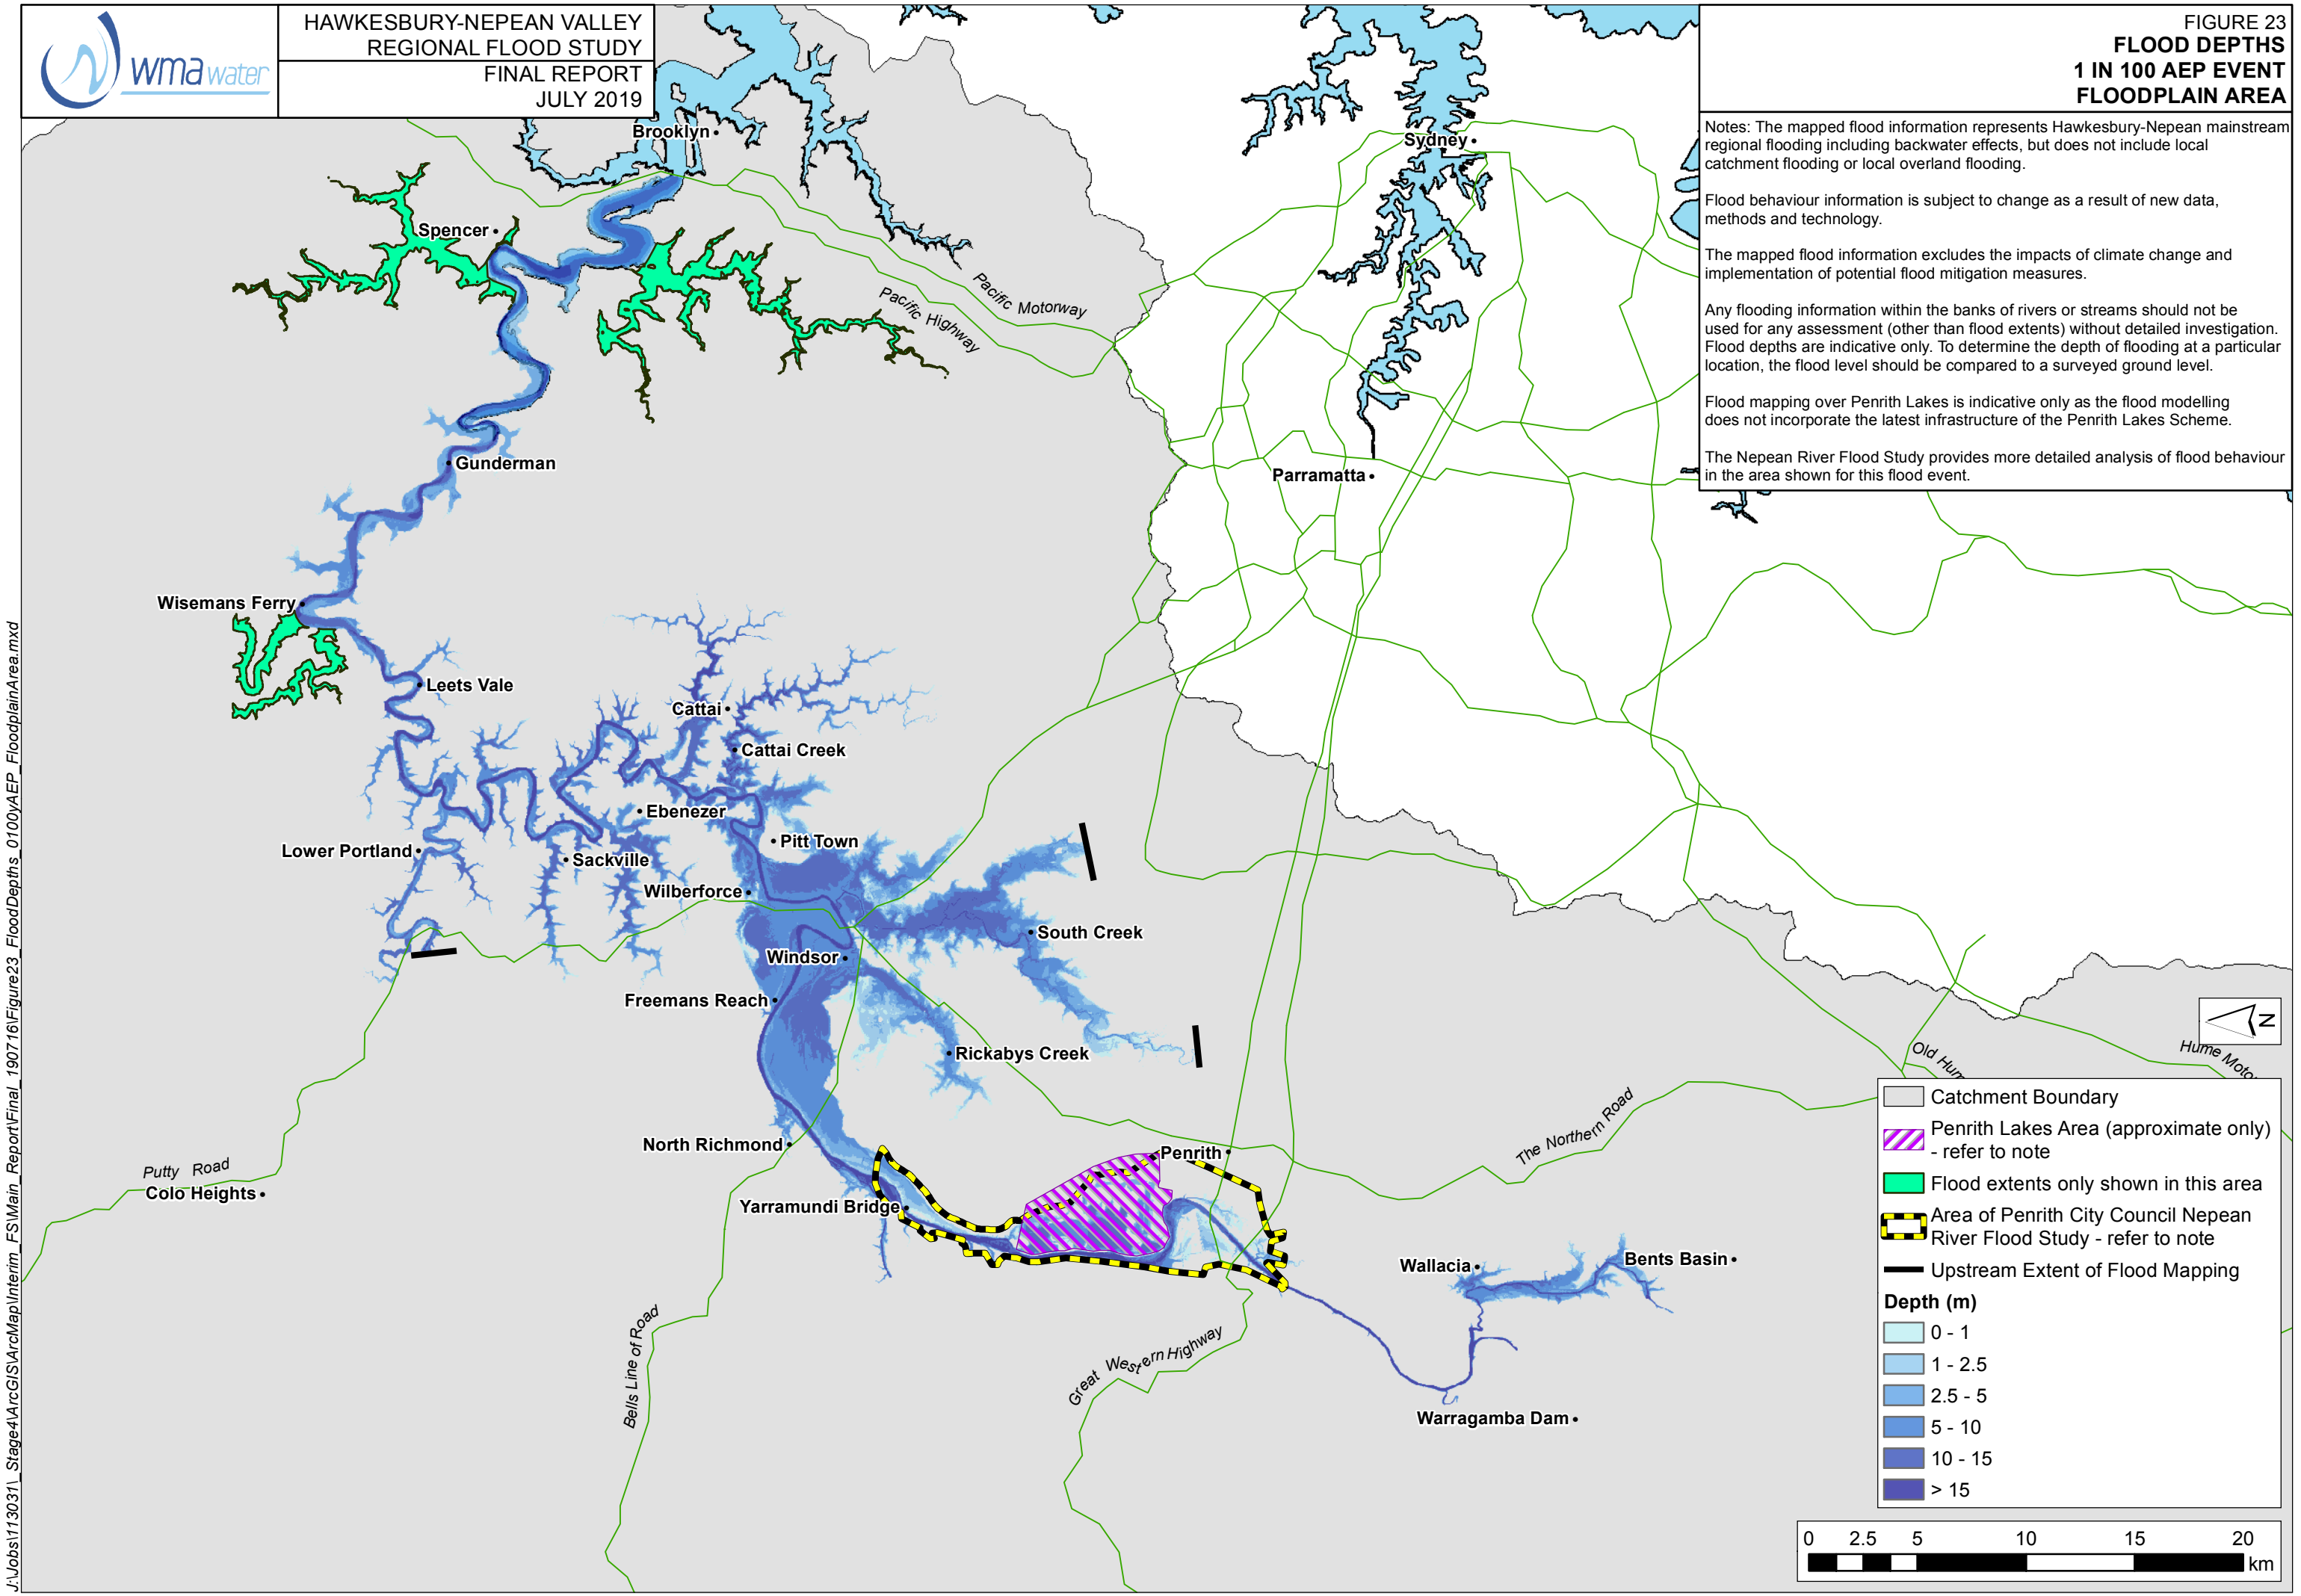 wmawater
HAWKESBURY-NEPEAN VALLEY
REGIONAL FLOOD STUDY
FINAL REPORT
JULY 2019
FIGURE 23
FLOOD DEPTHS
1 IN 100 AEP EVENT
FLOODPLAIN AREA
Notes: The mapped flood information represents Hawkesbury-Nepean mainstream
regional flooding including backwater effects, but does not include local
catchment flooding or local overland flooding.
Flood behaviour information is subject to change as a result of new data,
methods and technology.
The mapped flood information excludes the impacts of climate change and
implementation of potential flood mitigation measures.
Any flooding information within the banks of rivers or streams should not be
used for any assessment (other than flood extents) without detailed investigation.
Flood depths are indicative only. To determine the depth of flooding at a particular
location, the flood level should be compared to a surveyed ground level.
Flood mapping over Penrith Lakes is indicative only as the flood modelling
does not incorporate the latest infrastructure of the Penrith Lakes Scheme.
The Nepean River Flood Study provides more detailed analysis of flood behaviour
in the area shown for this flood event.
Brooklyn
Sydney
Spencer
Pacific Motorway
Pacific Highway
Gunderman
Parramatta
Wisemans Ferry
Leets Vale
Cattai
Cattai Creek
Ebenezer
Pitt Town
Lower Portland
Sackville
Wilberforce
South Creek
Windsor
Freemans Reach
Rickabys Creek
North Richmond
Penrith
The Northern Road
Putty Road
Colo Heights
Yarramundi Bridge
Wallacia
Bents Basin
Bells Line of Road
Great Western Highway
Warragamba Dam
N
Old Hum
Hume Moto
Catchment Boundary
Penrith Lakes Area (approximate only)
- refer to note
Flood extents only shown in this area
Area of Penrith City Council Nepean
River Flood Study - refer to note
Upstream Extent of Flood Mapping
Depth (m)
0 - 1
1 - 2.5
2.5 - 5
5 - 10
10 - 15
> 15
0 2.5 5 10 15 20
km
J:\Jobs\113031\_Stage4\ArcGIS\ArcMap\Interim_FS\Main_Report\Final_190716\Figure23_FloodDepths_0100yAEP_FloodplainArea.mxd